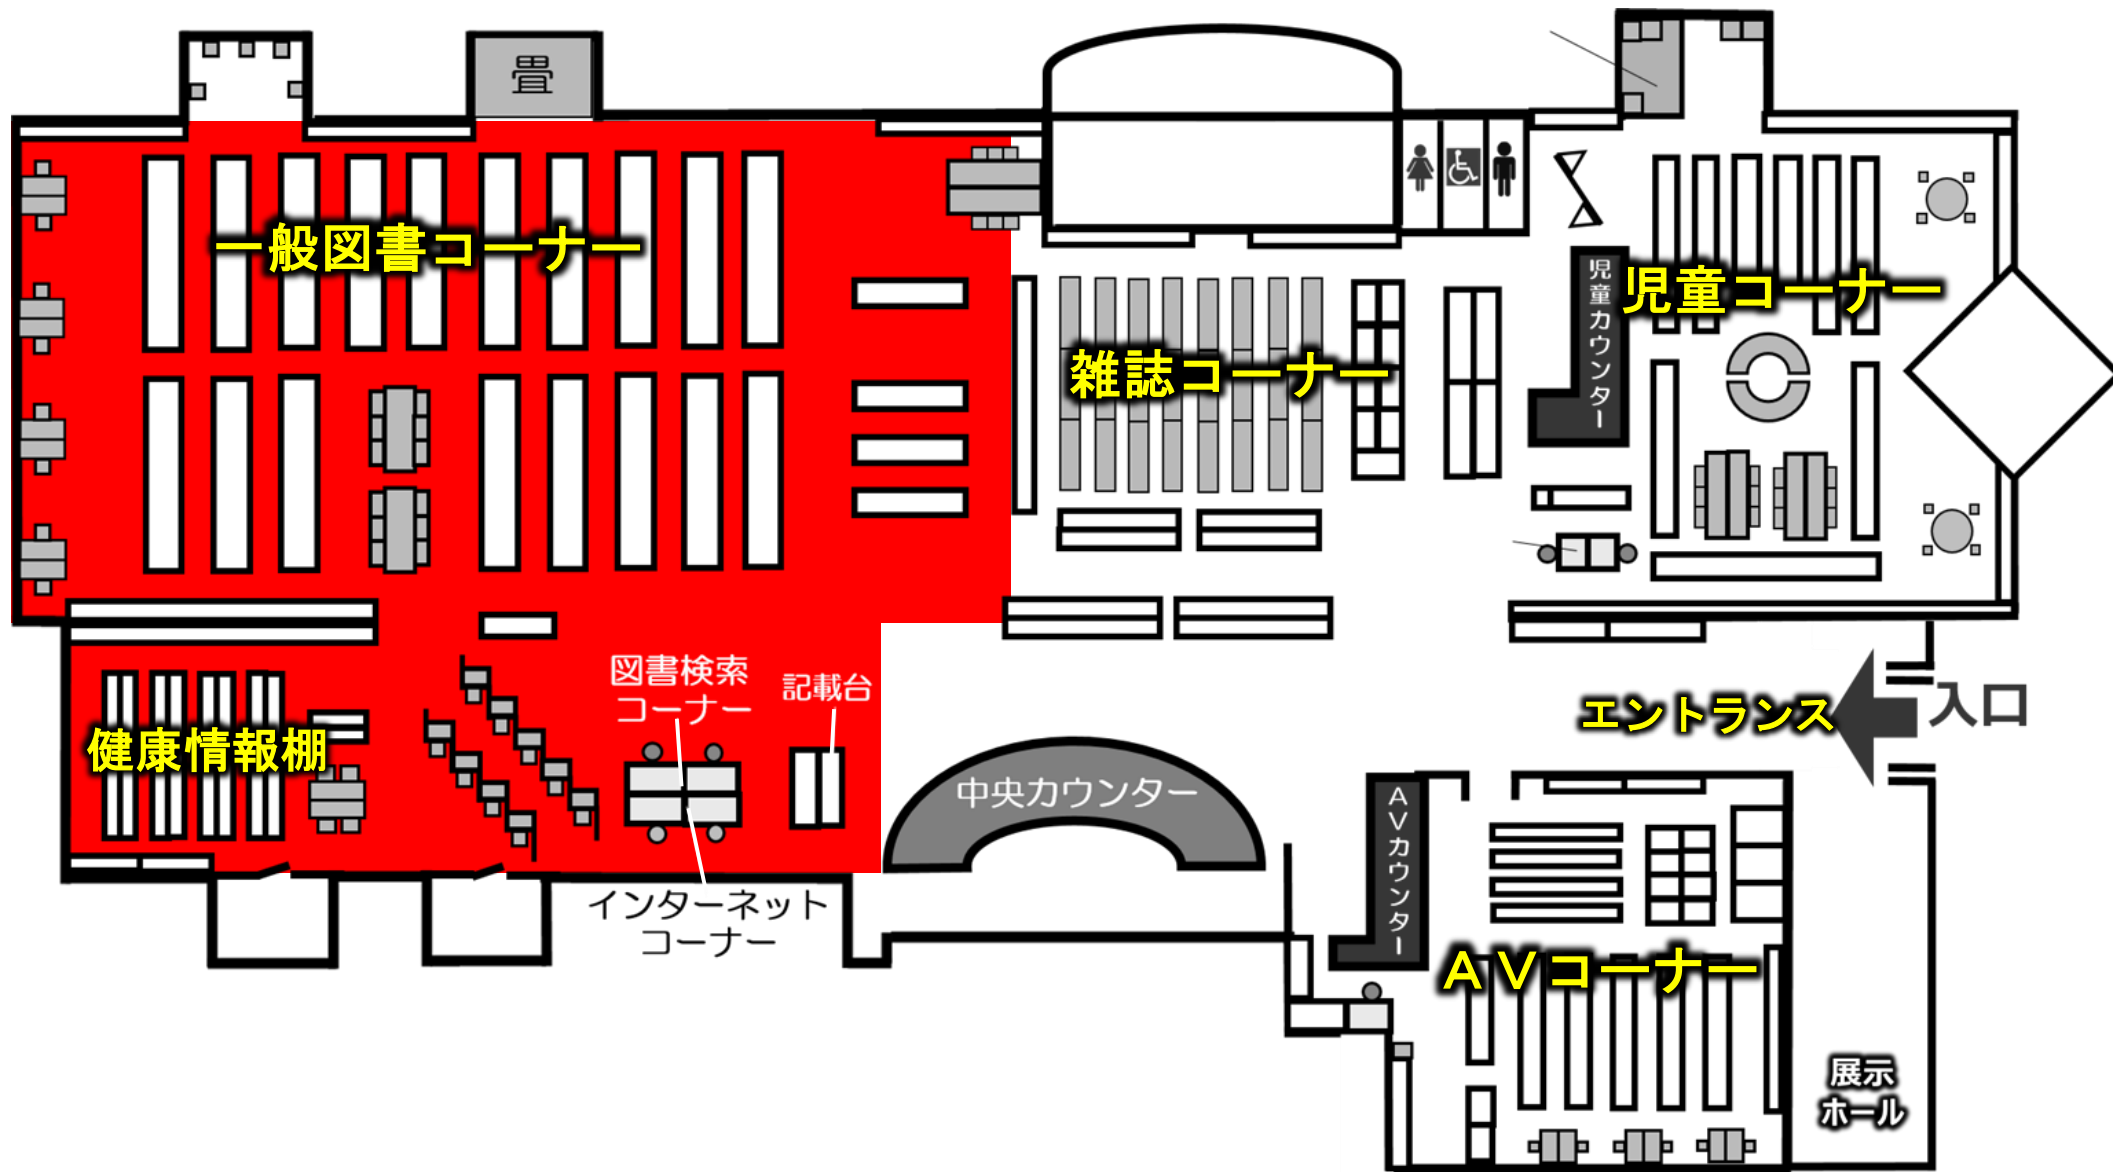 畳
一般図書コーナー
児童カウンター
児童コーナー
雑誌コーナー
図書検索
コーナー
記載台
エントランス
入口
健康情報棚
中央カウンター
AVカウンター
インターネット
コーナー
AVコーナー
展示
ホール